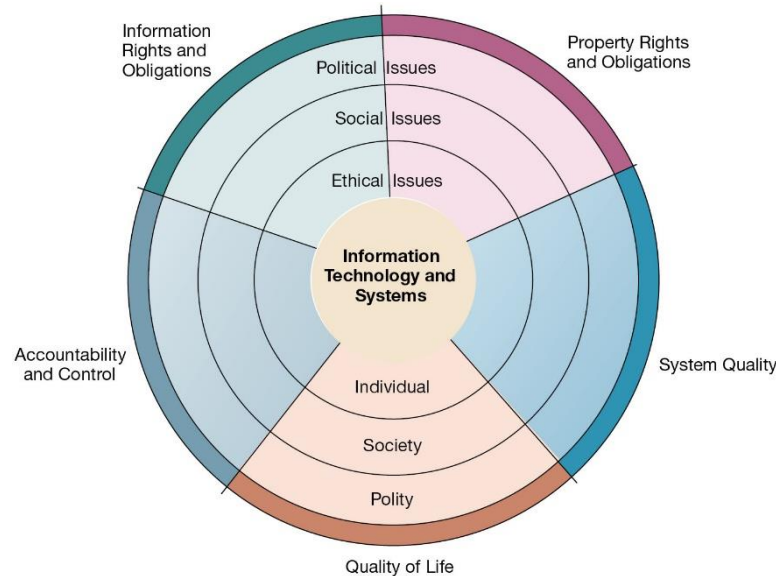 Information
Rights and
Obligations
Property Rights
and Obligations
Political Issues
Social Issues
Ethical Issues
Information
Technology and
Systems
Accountability
and Control
System Quality
Individual
Society
Polity
Quality of Life